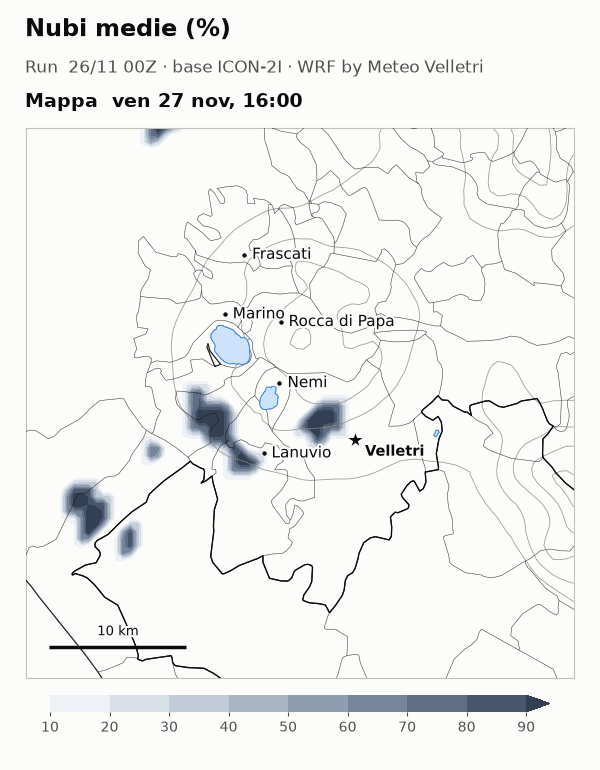 Nubi medie (%)
Run  26/11 00Z · base ICON-2I · WRF by Meteo Velletri
Mappa  ven 27 nov, 16:00
Frascati
Marino
Rocca di Papa
Nemi
Velletri
Lanuvio
10 km
10 20 30 40 50 60 70 80 90